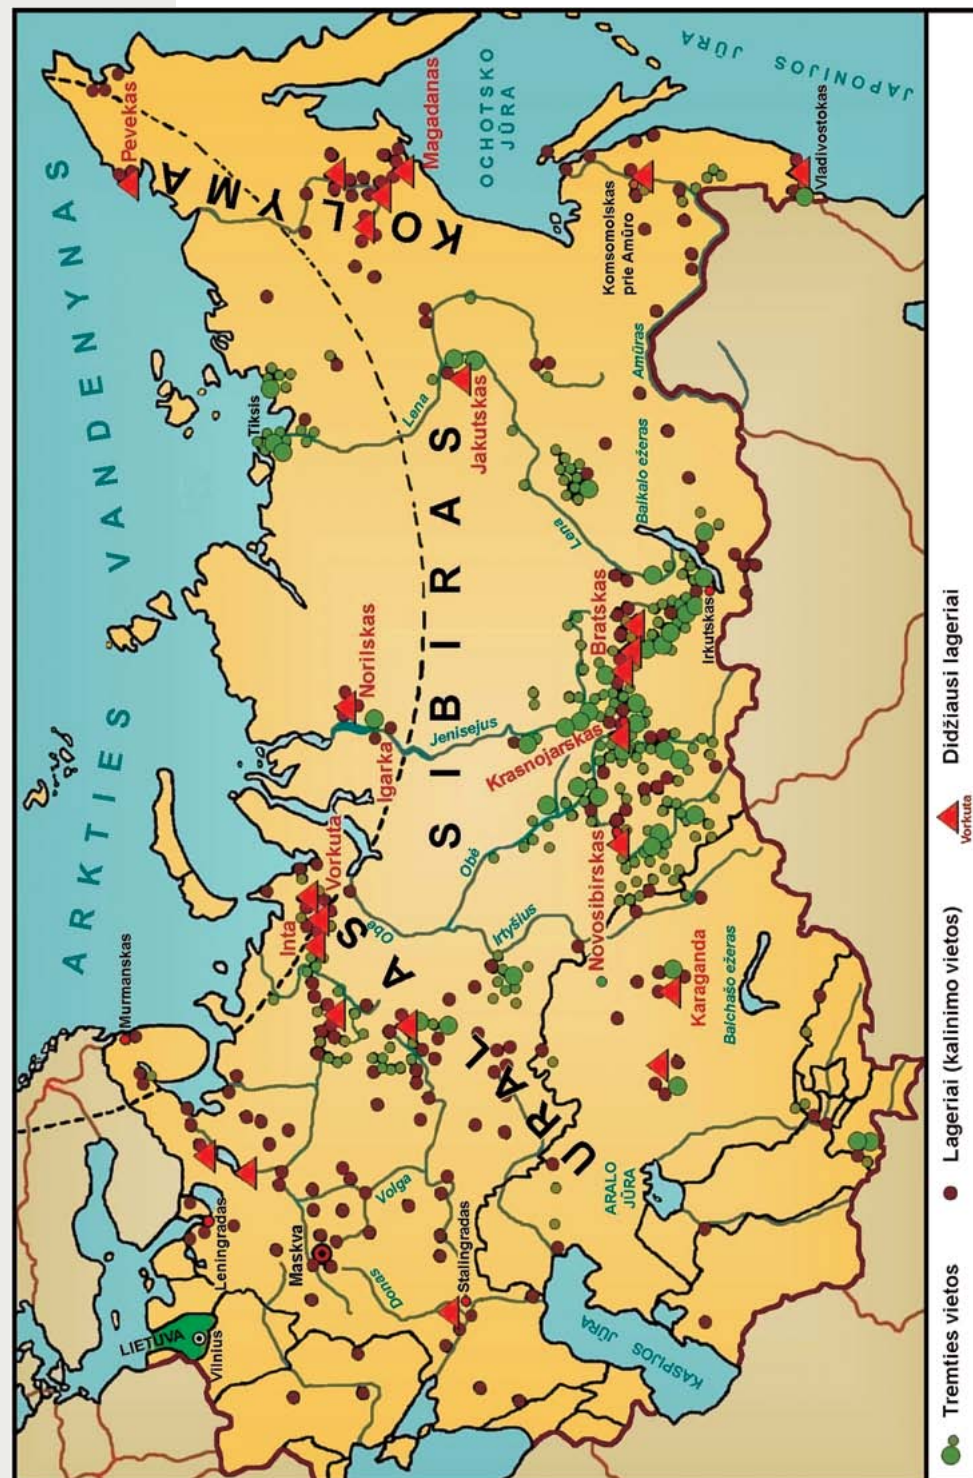 ARKTIES VANDENYNAS
OCHOTSKO
JŪRA
JAPONIJOS JŪRA
KASPIJOS
JŪRA
ARALO
JŪRA
SIBIRAS
URALAS
KOLYMA
LIETUVA
Vilnius
Leningradas
Murmanskas
Maskva
Stalingradas
Volga
Donas
Inta
Vorkuta
Obė
Obė
Irtyšius
Norilskas
Igarka
Jenisejus
Krasnojarskas
Novosibirskas
Bratskas
Karaganda
Balchašo ežeras
Irkutskas
Baikalo ežeras
Lena
Lena
Tiksis
Jakutskas
Amūras
Komsomolskas
prie Amūro
Vladivostokas
Magadanas
Pevekas
Tremties vietos
Lageriai (kalinimo vietos)
Vorkuta
Didžiausi lageriai